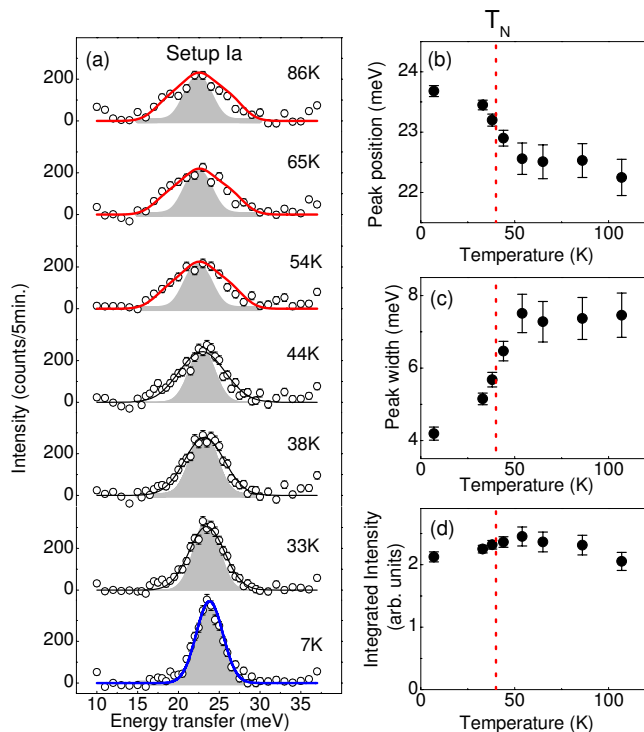 (a)
Setup Ia
86K
65K
54K
44K
38K
33K
7K
200
0
200
0
200
0
200
0
200
0
200
0
200
0
Intensity (counts/5min.)
10 15 20 25 30 35
Energy transfer (meV)
T_N
(b)
24
23
22
Peak position (meV)
0 50 100
Temperature (K)
(c)
8
6
4
Peak width (meV)
0 50 100
Temperature (K)
(d)
2
0
Integrated Intensity
(arb. units)
0 50 100
Temperature (K)